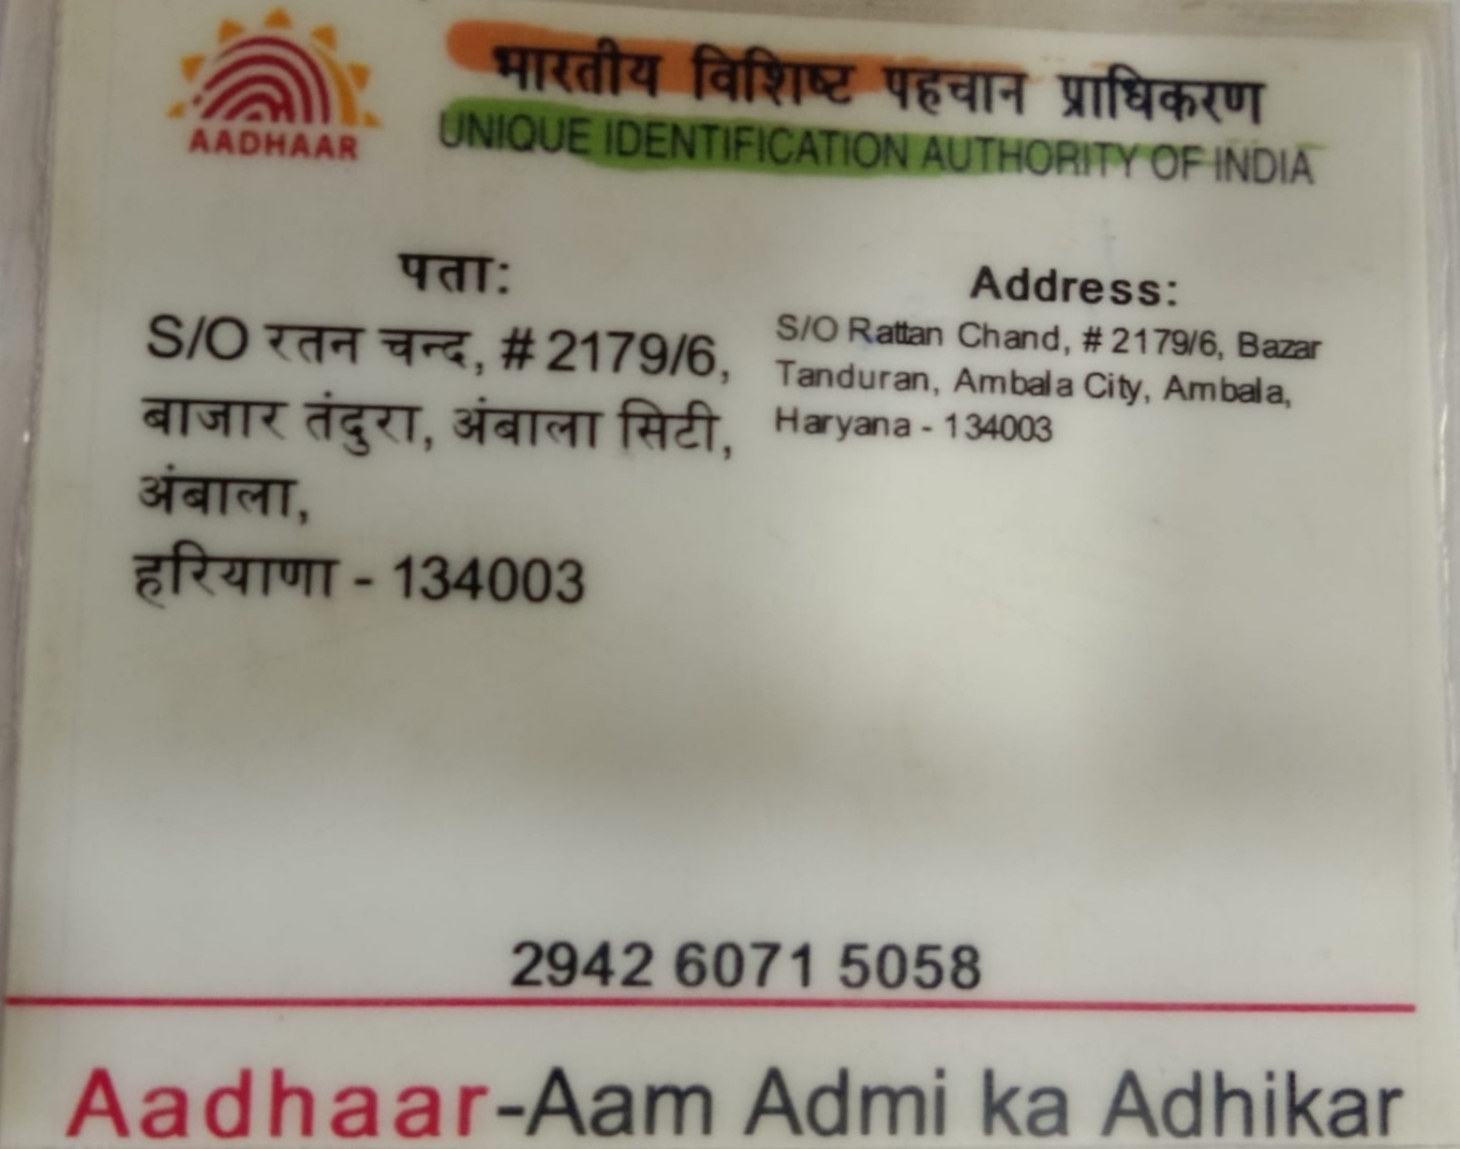 AADHAAR
भारतीय विशिष्ट पहचान प्राधिकरण
UNIQUE IDENTIFICATION AUTHORITY OF INDIA
पता:
S/O रतन चन्द, # 2179/6,
बाजार तंदुरा, अंबाला सिटी,
अंबाला,
हरियाणा - 134003
Address:
S/O Rattan Chand, # 2179/6, Bazar
Tanduran, Ambala City, Ambala,
Haryana - 134003
2942 6071 5058
Aadhaar-Aam Admi ka Adhikar